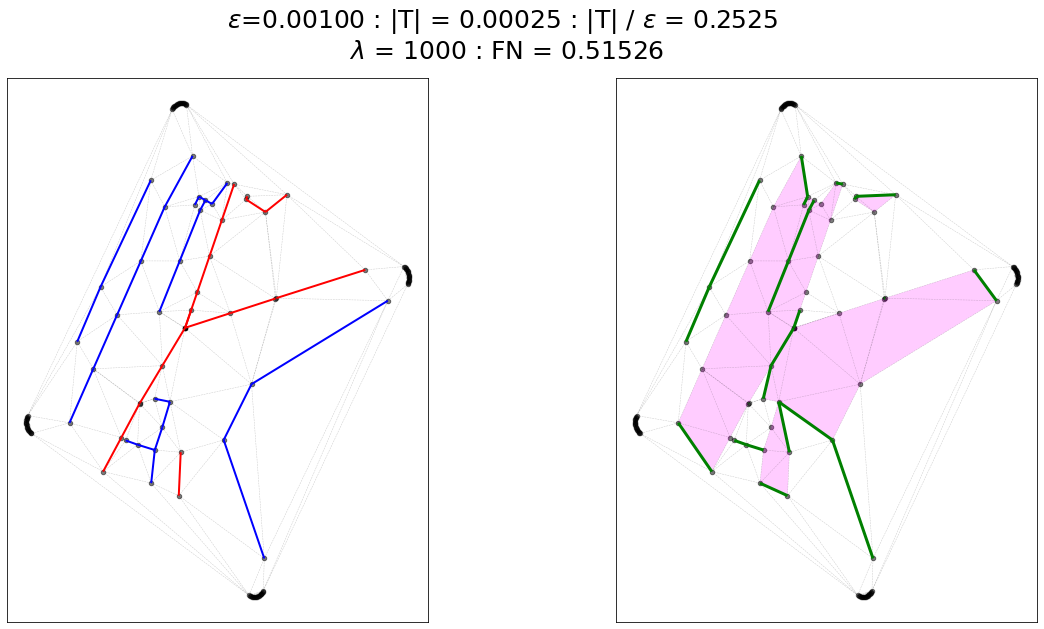 ε=0.00100 : |T| = 0.00025 : |T| / ε = 0.2525
λ = 1000 : FN = 0.51526